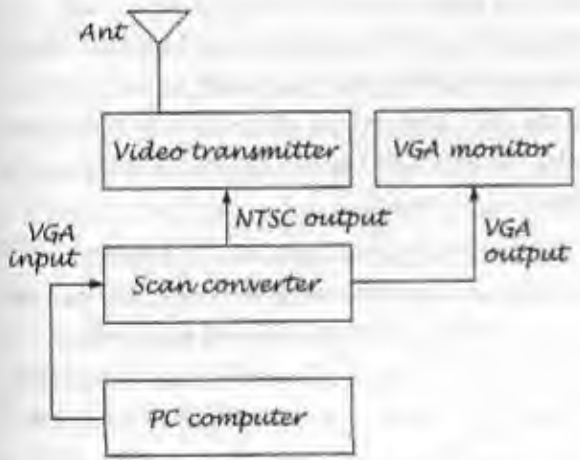 Ant
Video transmitter
VGA monitor
NTSC output
VGA
output
VGA
input
Scan converter
PC computer